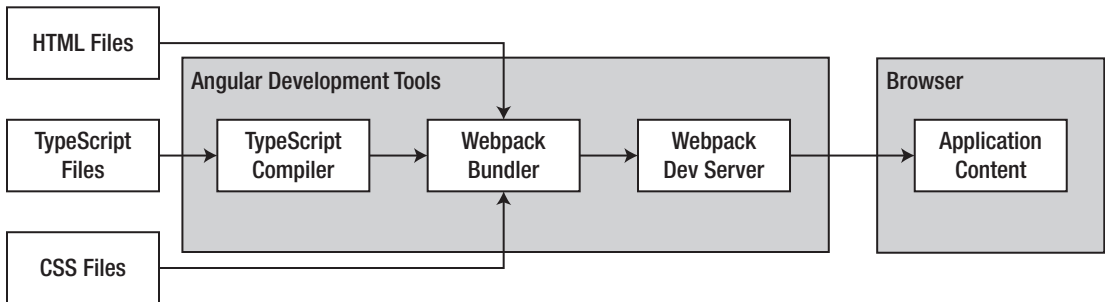 HTML Files
Angular Development Tools
Browser
TypeScript
Files
TypeScript
Compiler
Webpack
Bundler
Webpack
Dev Server
Application
Content
CSS Files